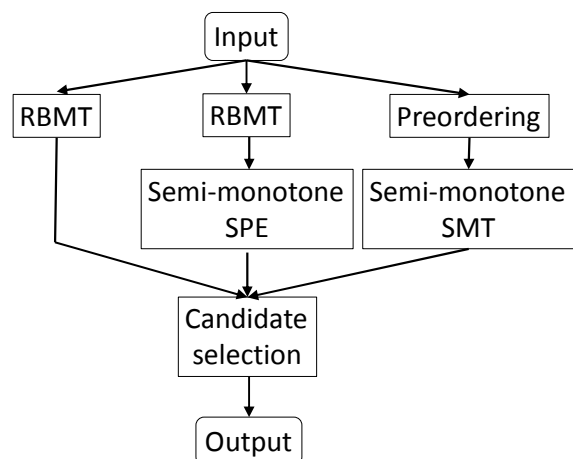 Input
RBMT
RBMT
Preordering
Semi-monotone
SPE
Semi-monotone
SMT
Candidate
selection
Output